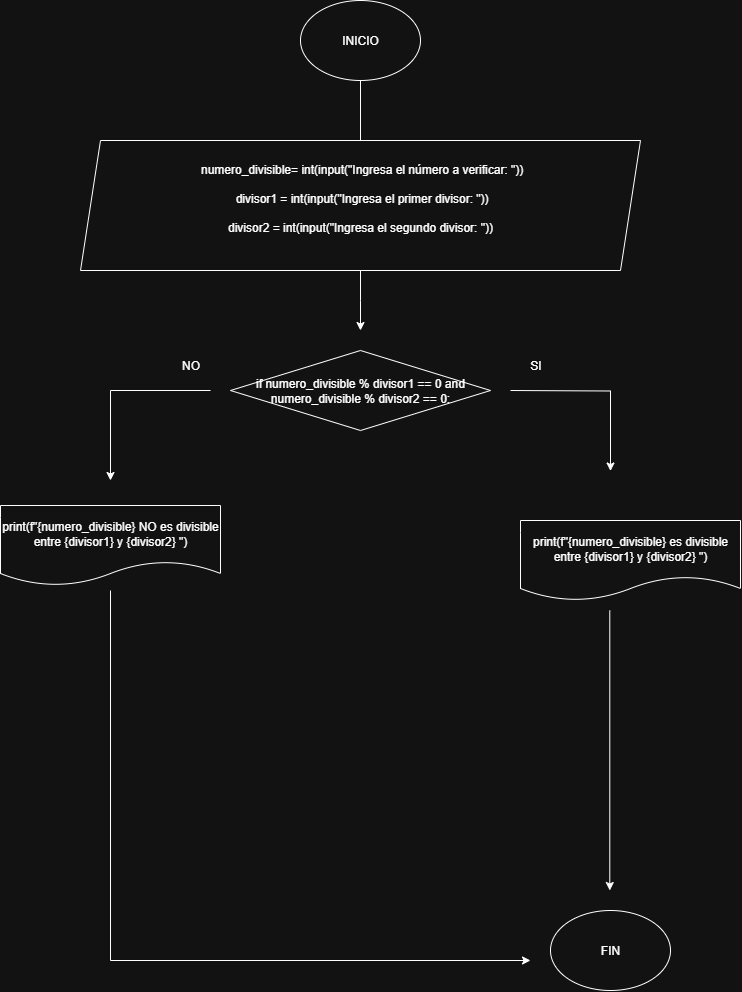 INICIO
numero_divisible= int(input("Ingresa el número a verificar: "))
divisor1 = int(input("Ingresa el primer divisor: "))
divisor2 = int(input("Ingresa el segundo divisor: "))
NO
SI
if numero_divisible % divisor1 == 0 and
numero_divisible % divisor2 == 0:
print(f"{numero_divisible} NO es divisible
entre {divisor1} y {divisor2} ")
print(f"{numero_divisible} es divisible
entre {divisor1} y {divisor2} ")
FIN